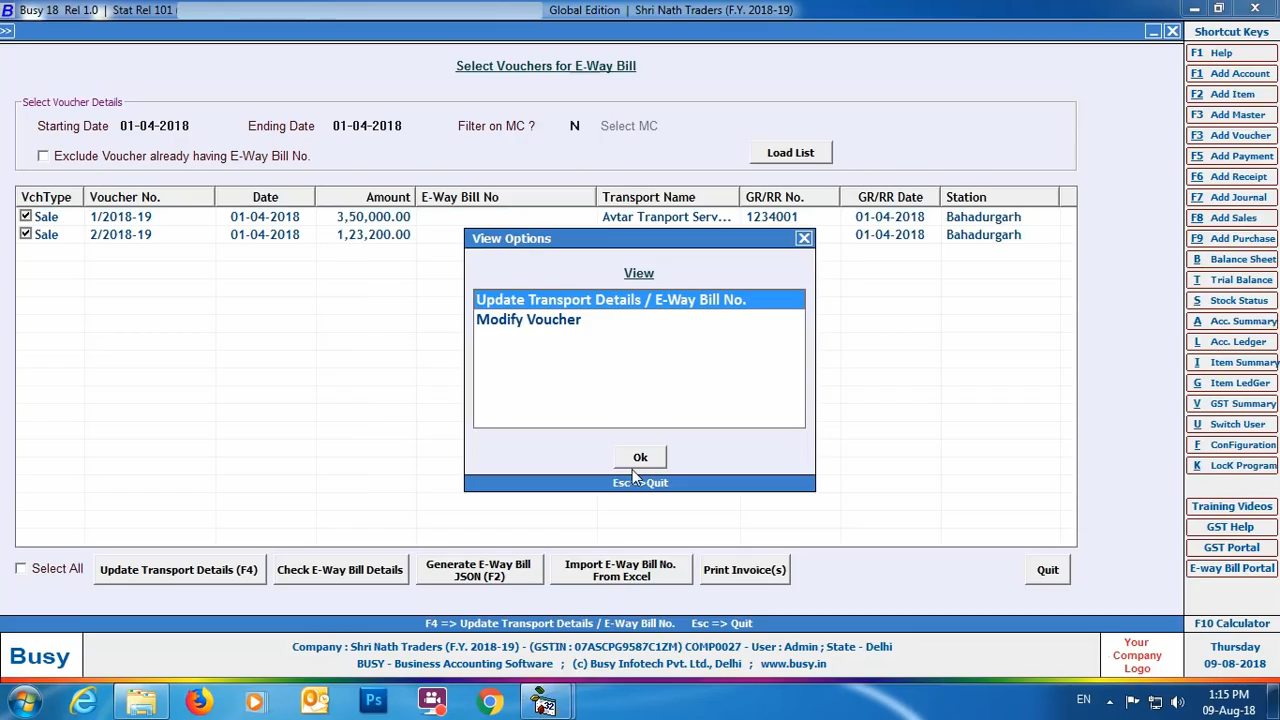 Busy 18 Rel 1.0 | Stat Rel 101
Global Edition | Shri Nath Traders (F.Y. 2018-19)
>>
Select Vouchers for E-Way Bill
Select Voucher Details
Starting Date 01-04-2018 Ending Date 01-04-2018 Filter on MC ? N Select MC
Exclude Voucher already having E-Way Bill No.
Load List
VchType Voucher No. Date Amount E-Way Bill No Transport Name GR/RR No. GR/RR Date Station
Sale 1/2018-19 01-04-2018 3,50,000.00 Avtar Tranport Serv... 1234001 01-04-2018 Bahadurgarh
Sale 2/2018-19 01-04-2018 1,23,200.00 01-04-2018 Bahadurgarh
View Options
View
Update Transport Details / E-Way Bill No.
Modify Voucher
Ok
Esc => Quit
Select All
Update Transport Details (F4)
Check E-Way Bill Details
Generate E-Way Bill
JSON (F2)
Import E-Way Bill No.
From Excel
Print Invoice(s)
Quit
F4 => Update Transport Details / E-Way Bill No. Esc => Quit
Shortcut Keys
F1 Help
F1 Add Account
F2 Add Item
F3 Add Master
F3 Add Voucher
F5 Add Payment
F6 Add Receipt
F7 Add Journal
F8 Add Sales
F9 Add Purchase
B Balance Sheet
T Trial Balance
S Stock Status
A Acc. Summary
L Acc. Ledger
I Item Summary
G Item LedGer
V GST Summary
U Switch User
F ConFiguration
K LocK Program
Training Videos
GST Help
GST Portal
E-way Bill Portal
F10 Calculator
Busy
Company : Shri Nath Traders (F.Y. 2018-19) - (GSTIN : 07ASCPG9587C1ZM) COMP0027 - User : Admin ; State - Delhi
BUSY - Business Accounting Software ; (c) Busy Infotech Pvt. Ltd., Delhi ; www.busy.in
Your
Company
Logo
Thursday
09-08-2018
Ps
32
EN
1:15 PM
09-Aug-18